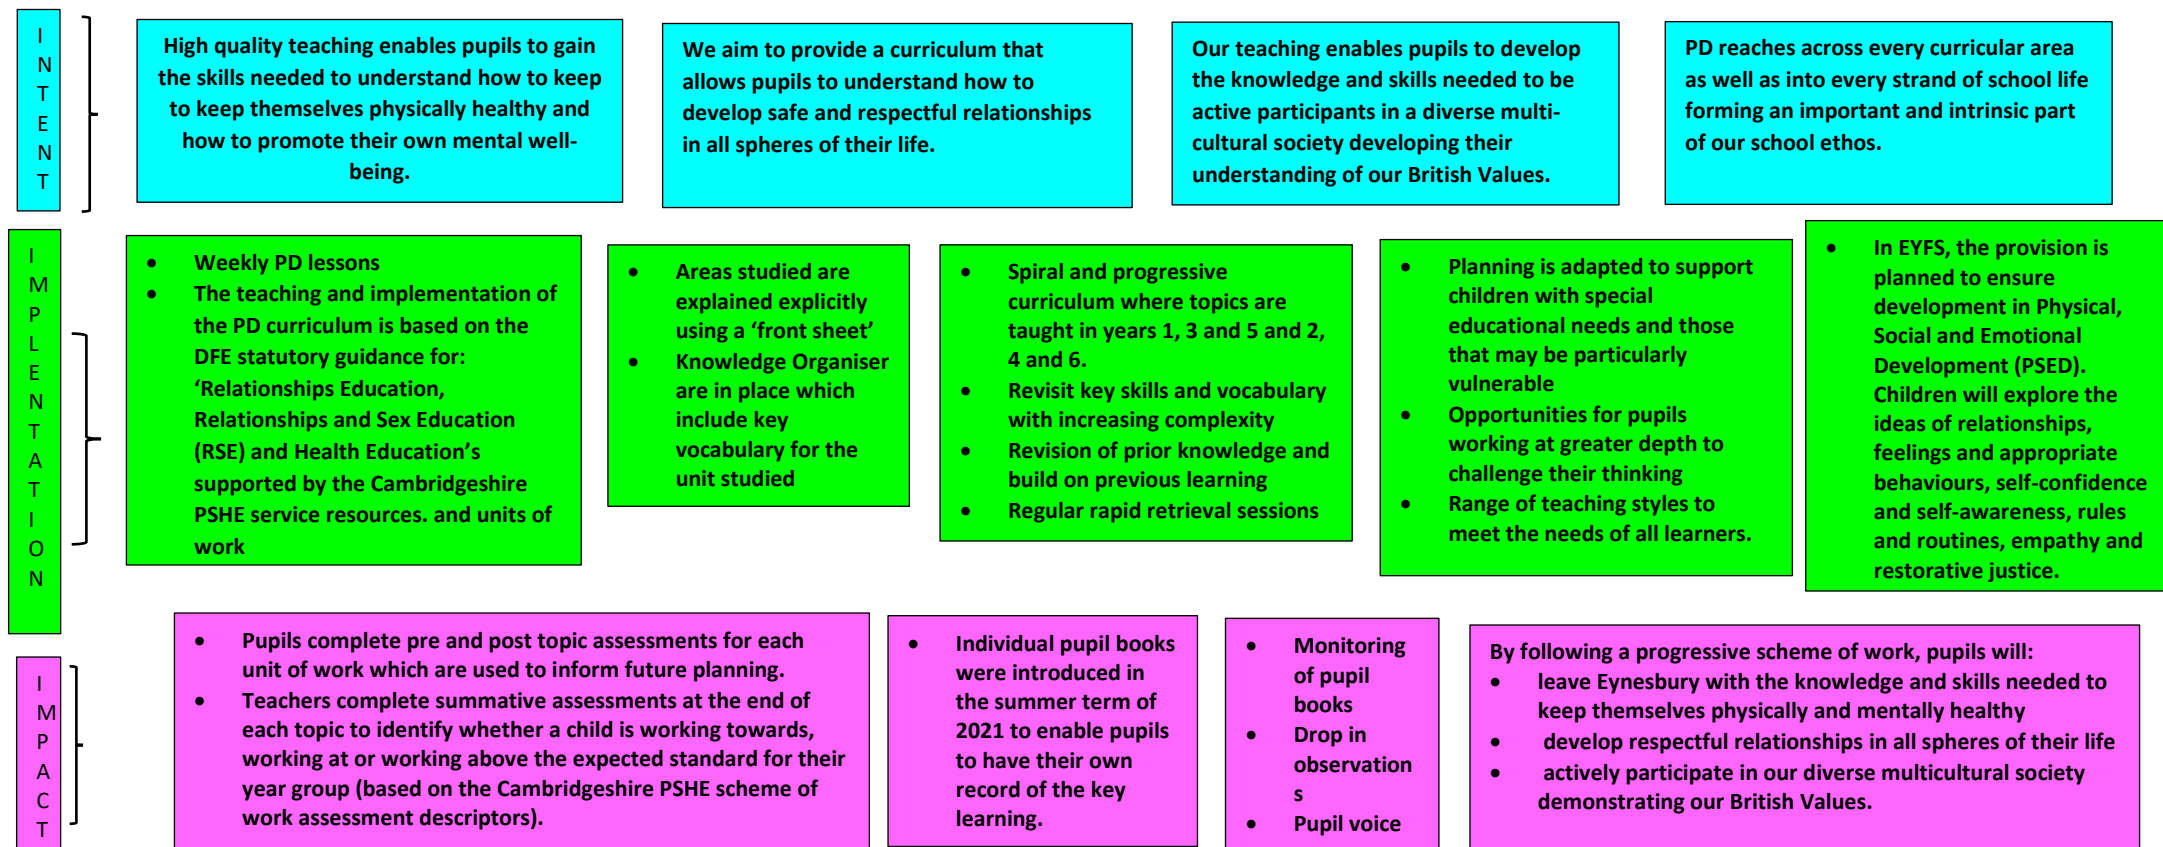 I
N
T
E
N
T
High quality teaching enables pupils to gain
the skills needed to understand how to keep
to keep themselves physically healthy and
how to promote their own mental well-
being.
We aim to provide a curriculum that
allows pupils to understand how to
develop safe and respectful relationships
in all spheres of their life.
Our teaching enables pupils to develop
the knowledge and skills needed to be
active participants in a diverse multi-
cultural society developing their
understanding of our British Values.
PD reaches across every curricular area
as well as into every strand of school life
forming an important and intrinsic part
of our school ethos.
I
M
P
L
E
N
T
A
T
I
O
N
• Weekly PD lessons
• The teaching and implementation of
the PD curriculum is based on the
DFE statutory guidance for:
‘Relationships Education,
Relationships and Sex Education
(RSE) and Health Education’s
supported by the Cambridgeshire
PSHE service resources. and units of
work
• Areas studied are
explained explicitly
using a ‘front sheet’
• Knowledge Organiser
are in place which
include key
vocabulary for the
unit studied
• Spiral and progressive
curriculum where topics are
taught in years 1, 3 and 5 and 2,
4 and 6.
• Revisit key skills and vocabulary
with increasing complexity
• Revision of prior knowledge and
build on previous learning
• Regular rapid retrieval sessions
• Planning is adapted to support
children with special
educational needs and those
that may be particularly
vulnerable
• Opportunities for pupils
working at greater depth to
challenge their thinking
• Range of teaching styles to
meet the needs of all learners.
• In EYFS, the provision is
planned to ensure
development in Physical,
Social and Emotional
Development (PSED).
Children will explore the
ideas of relationships,
feelings and appropriate
behaviours, self-confidence
and self-awareness, rules
and routines, empathy and
restorative justice.
I
M
P
A
C
T
• Pupils complete pre and post topic assessments for each
unit of work which are used to inform future planning.
• Teachers complete summative assessments at the end of
each topic to identify whether a child is working towards,
working at or working above the expected standard for their
year group (based on the Cambridgeshire PSHE scheme of
work assessment descriptors).
• Individual pupil books
were introduced in
the summer term of
2021 to enable pupils
to have their own
record of the key
learning.
• Monitoring
of pupil
books
• Drop in
observation
s
• Pupil voice
By following a progressive scheme of work, pupils will:
• leave Eynesbury with the knowledge and skills needed to
keep themselves physically and mentally healthy
• develop respectful relationships in all spheres of their life
• actively participate in our diverse multicultural society
demonstrating our British Values.